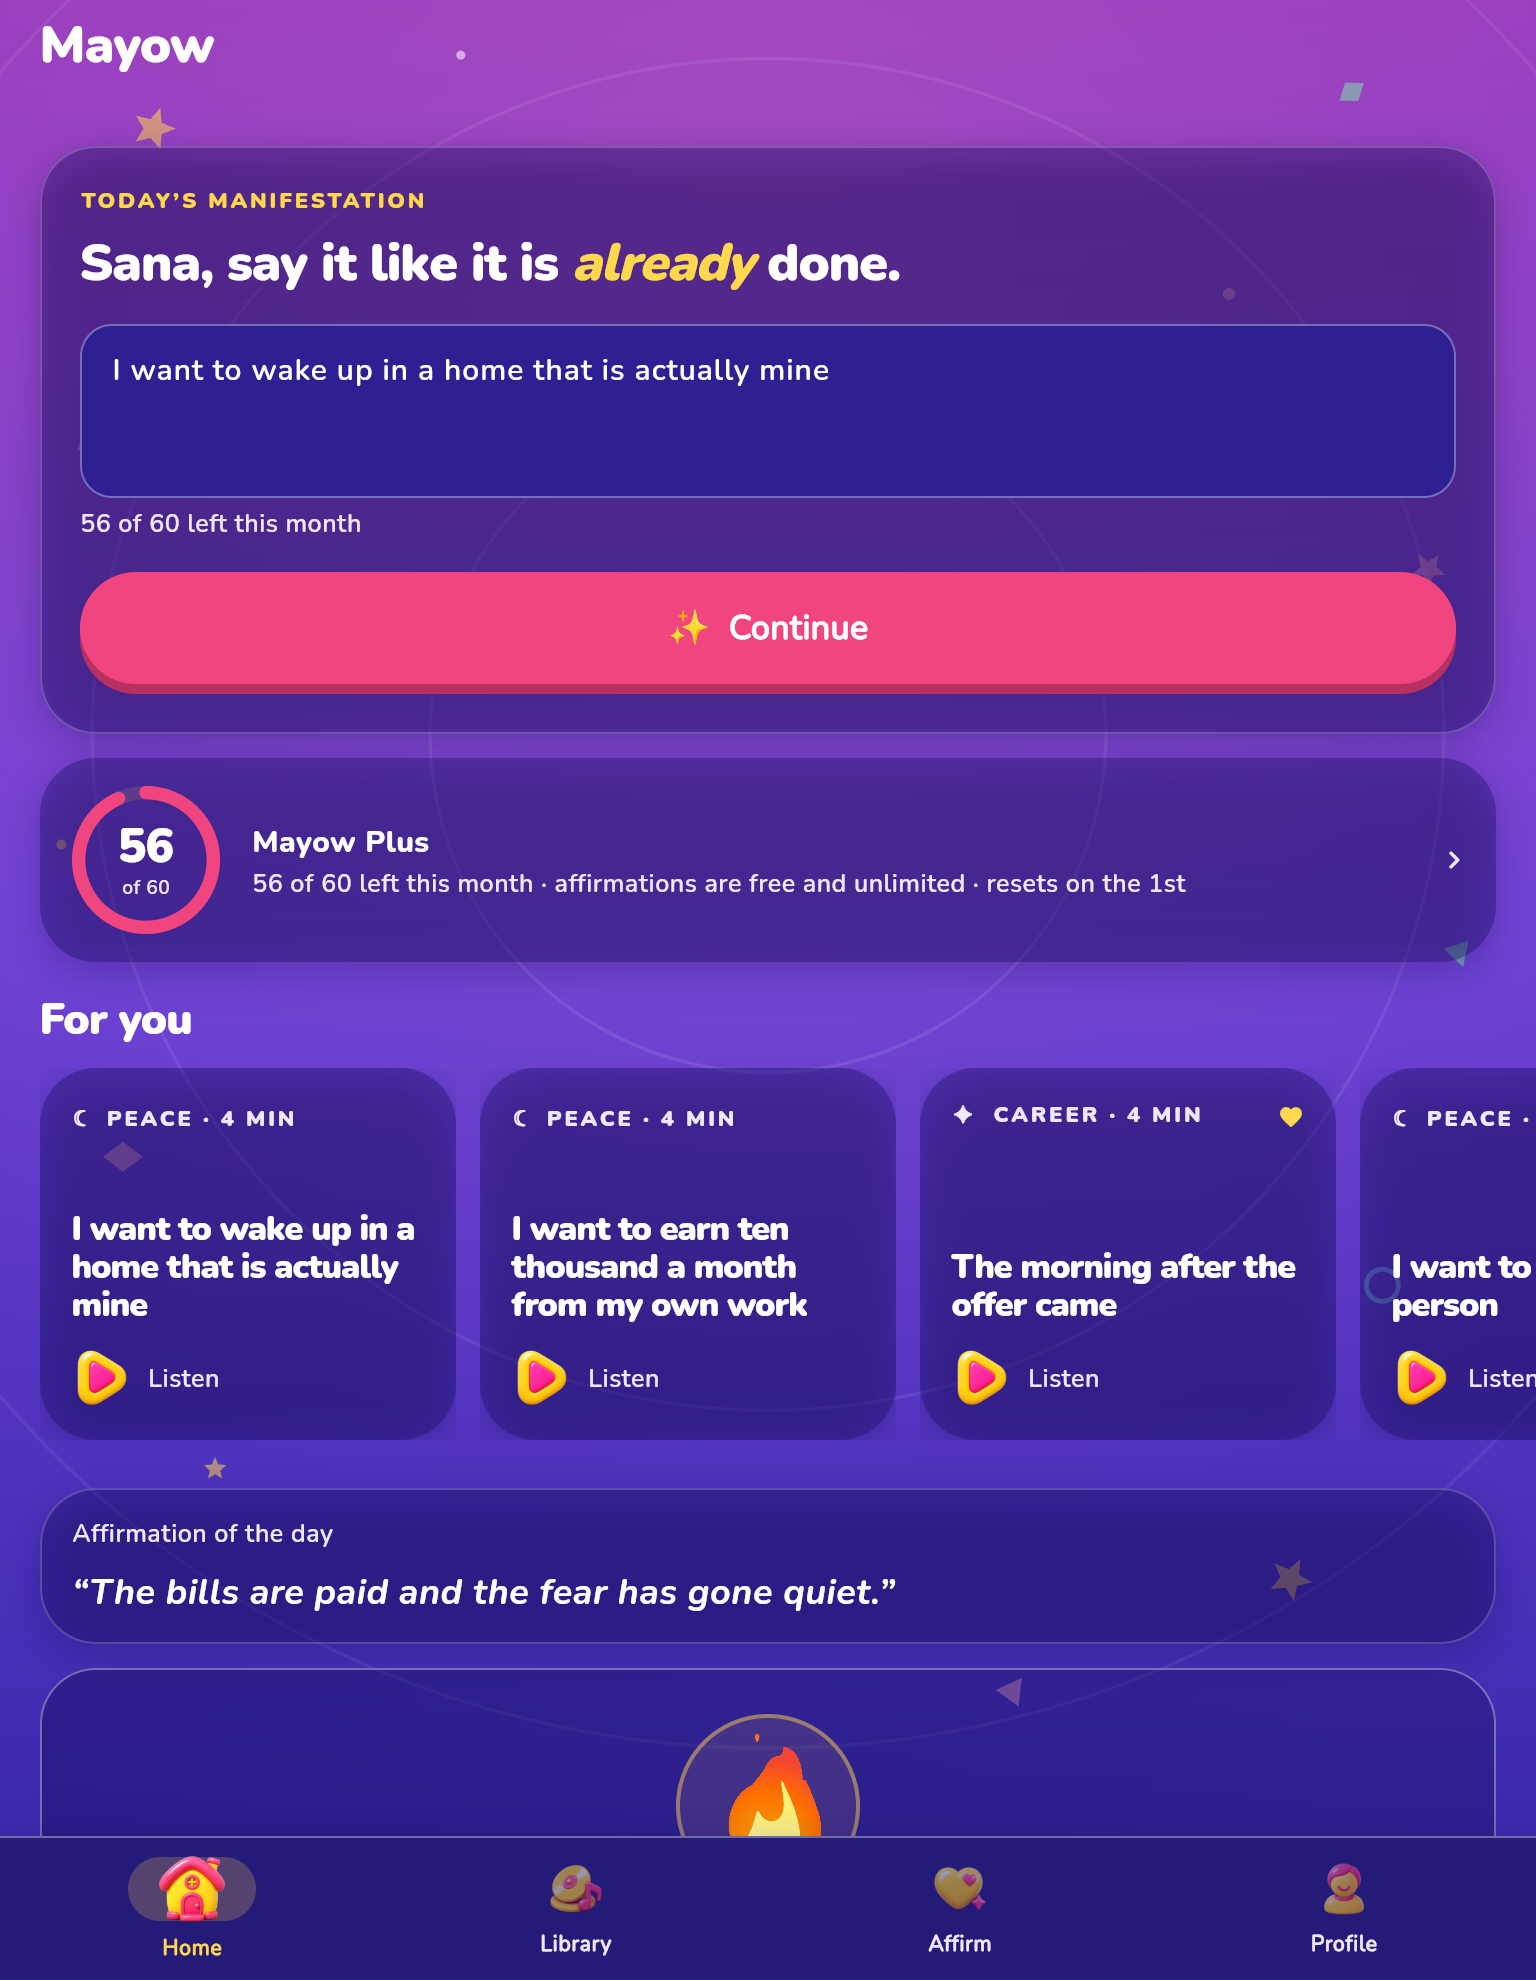 Mayow
TODAY’S MANIFESTATION
Sana, say it like it is already done.
I want to wake up in a home that is actually mine
56 of 60 left this month
✨ Continue
56
of 60
Mayow Plus
56 of 60 left this month · affirmations are free and unlimited · resets on the 1st
For you
PEACE · 4 MIN
I want to wake up in a
home that is actually
mine
Listen
PEACE · 4 MIN
I want to earn ten
thousand a month
from my own work
Listen
CAREER · 4 MIN
The morning after the
offer came
Listen
PEACE ·
I want to
person
Listen
Affirmation of the day
“The bills are paid and the fear has gone quiet.”
Home
Library
Affirm
Profile